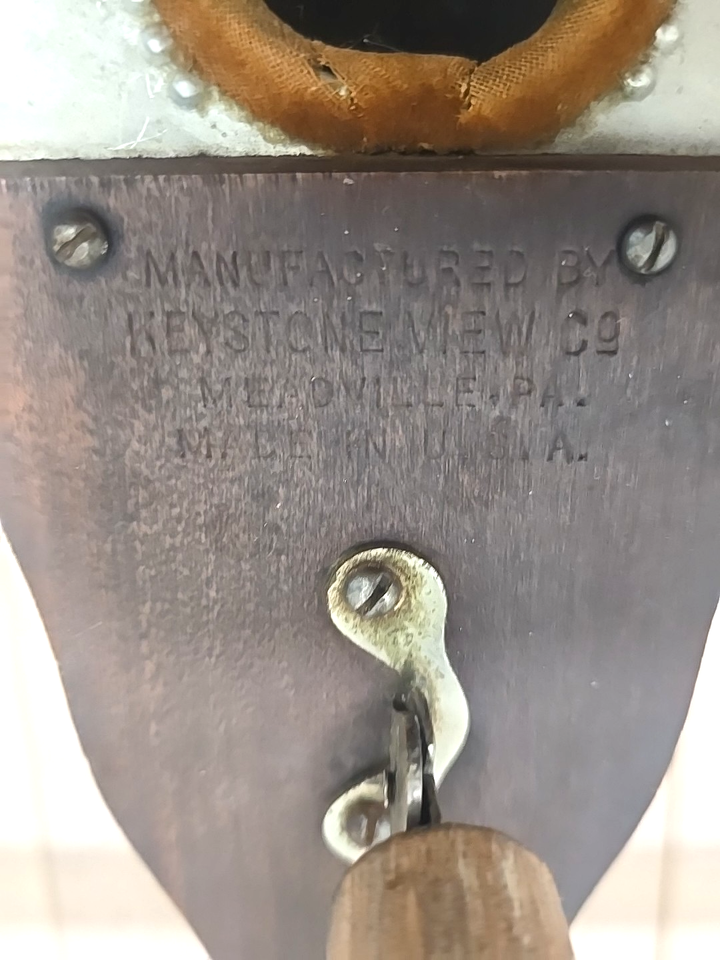 MANUFACTURED BY
KEYSTONE VIEW Cº
MEADVILLE, PA.
MADE IN U.S.A.